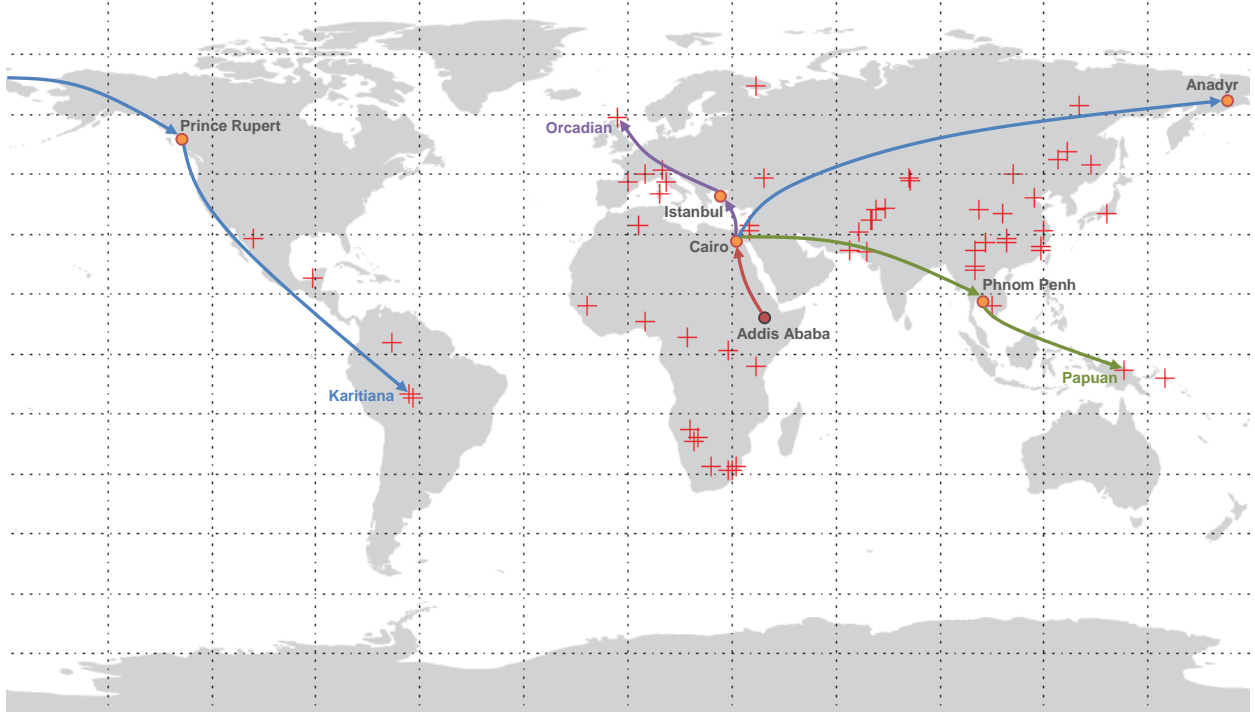 Anadyr
Prince Rupert
Orcadian
Istanbul
Cairo
Phnom Penh
Addis Ababa
Papuan
Karitiana